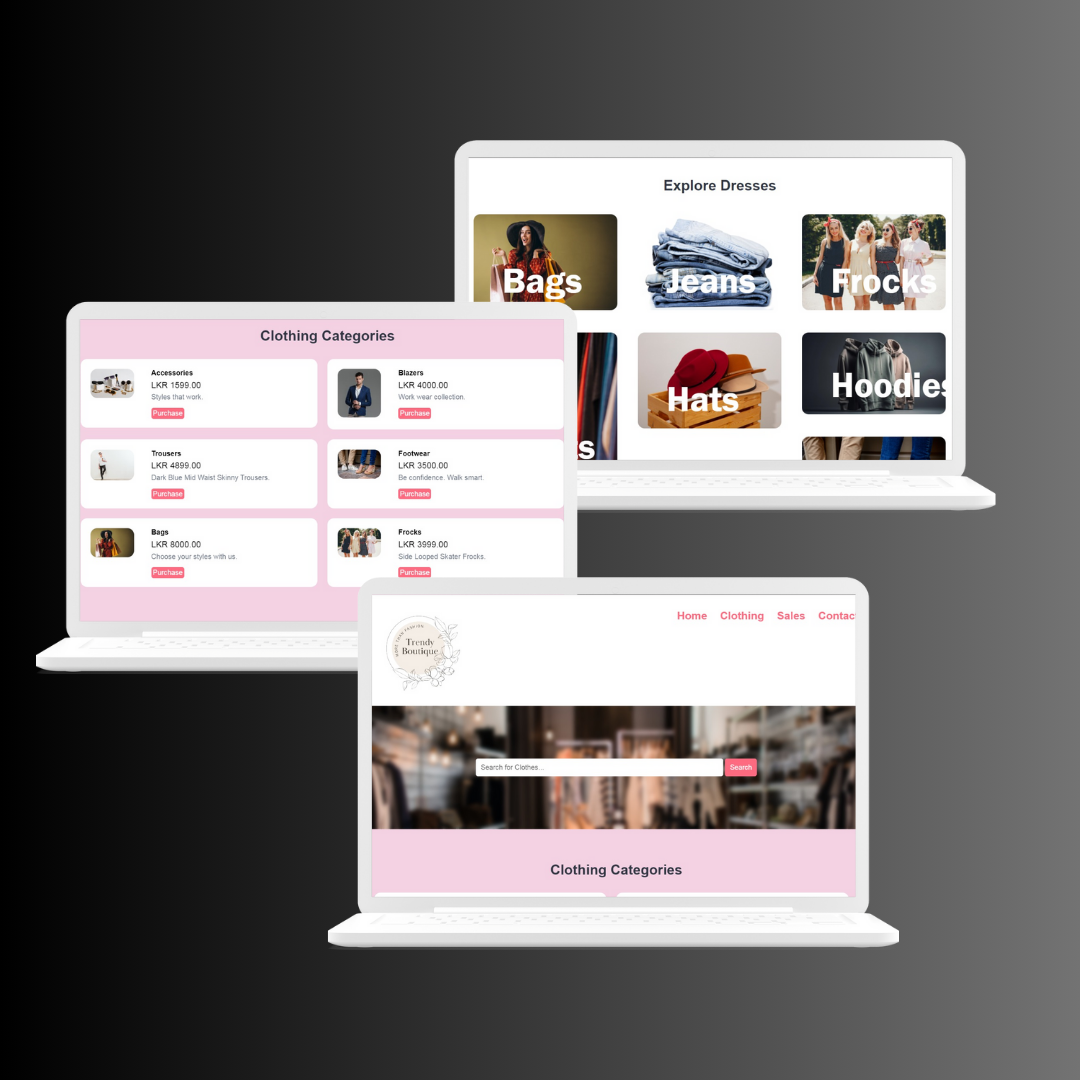 Explore Dresses
Bags
Jeans
Frocks
Hats
Hoodies
s
Clothing Categories
Accessories
LKR 1599.00
Styles that work.
Purchase
Blazers
LKR 4000.00
Work wear collection.
Purchase
Trousers
LKR 4899.00
Dark Blue Mid Waist Skinny Trousers.
Purchase
Footwear
LKR 3500.00
Be confidence. Walk smart.
Purchase
Bags
LKR 8000.00
Choose your styles with us.
Purchase
Frocks
LKR 3999.00
Side Looped Skater Frocks.
Purchase
Trendy
Boutique
Home Clothing Sales Contac
Search for Clothes...
Search
Clothing Categories